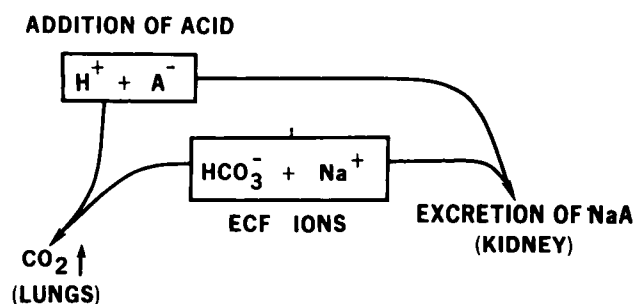 ADDITION OF ACID
H⁺ + A⁻
HCO₃⁻ + Na⁺
ECF IONS
EXCRETION OF NaA
(KIDNEY)
CO₂ ↑
(LUNGS)